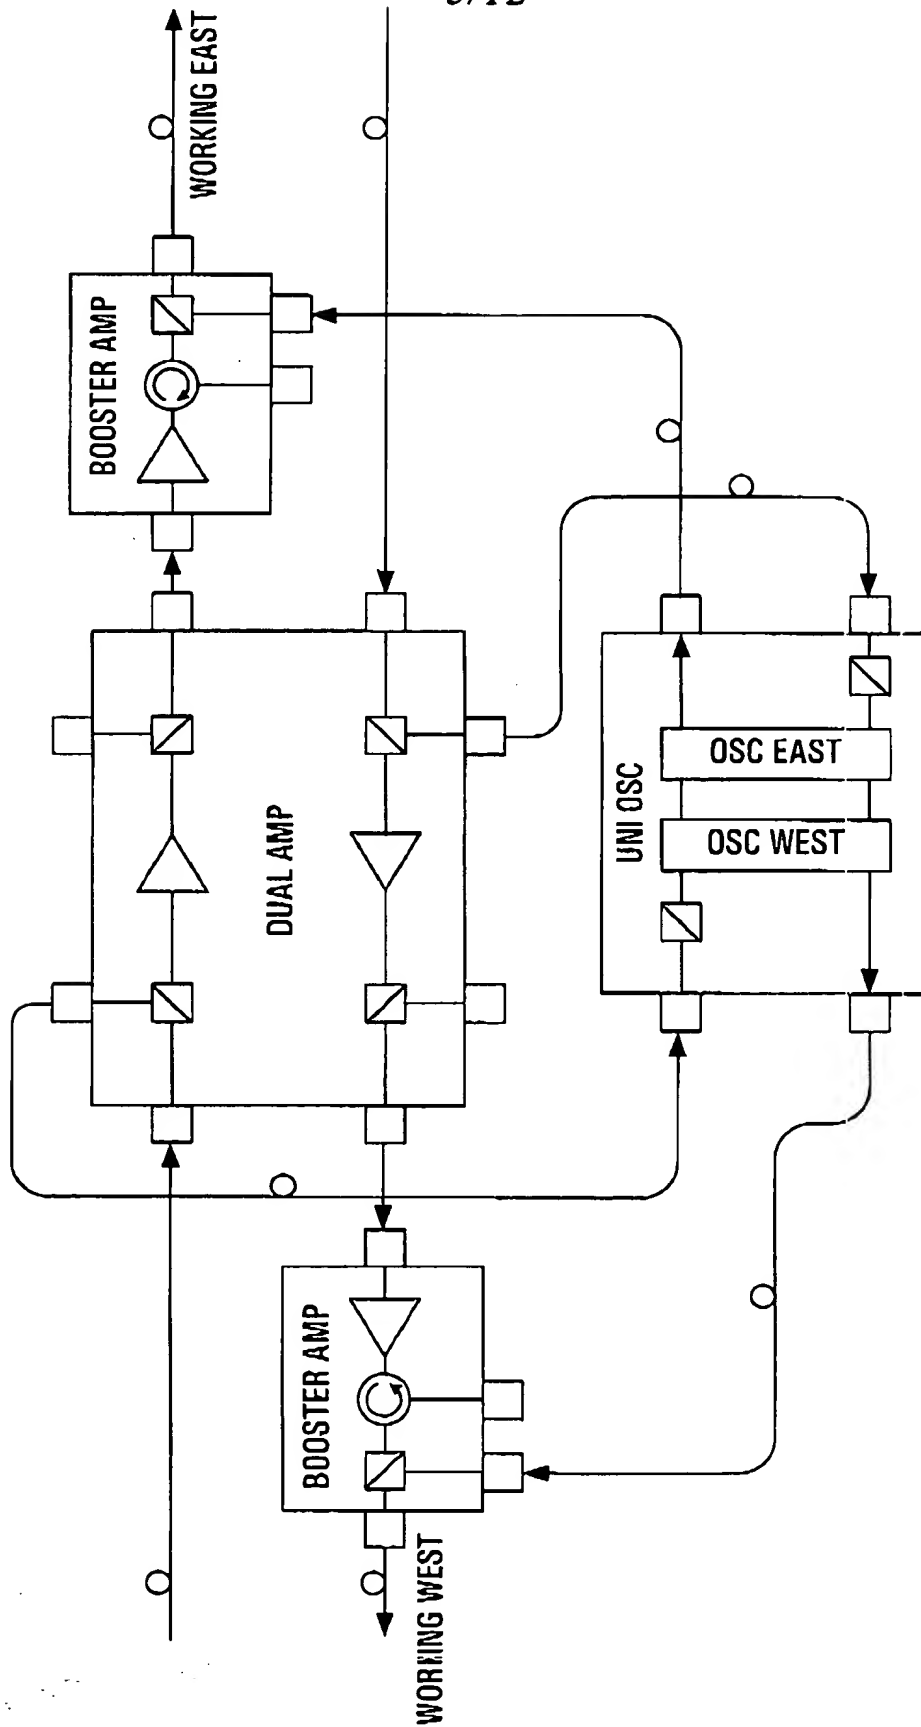 BOOSTER AMP
WORKING EAST
DUAL AMP
BOOSTER AMP
WORKING WEST
UNI OSC
OSC EAST
OSC WEST